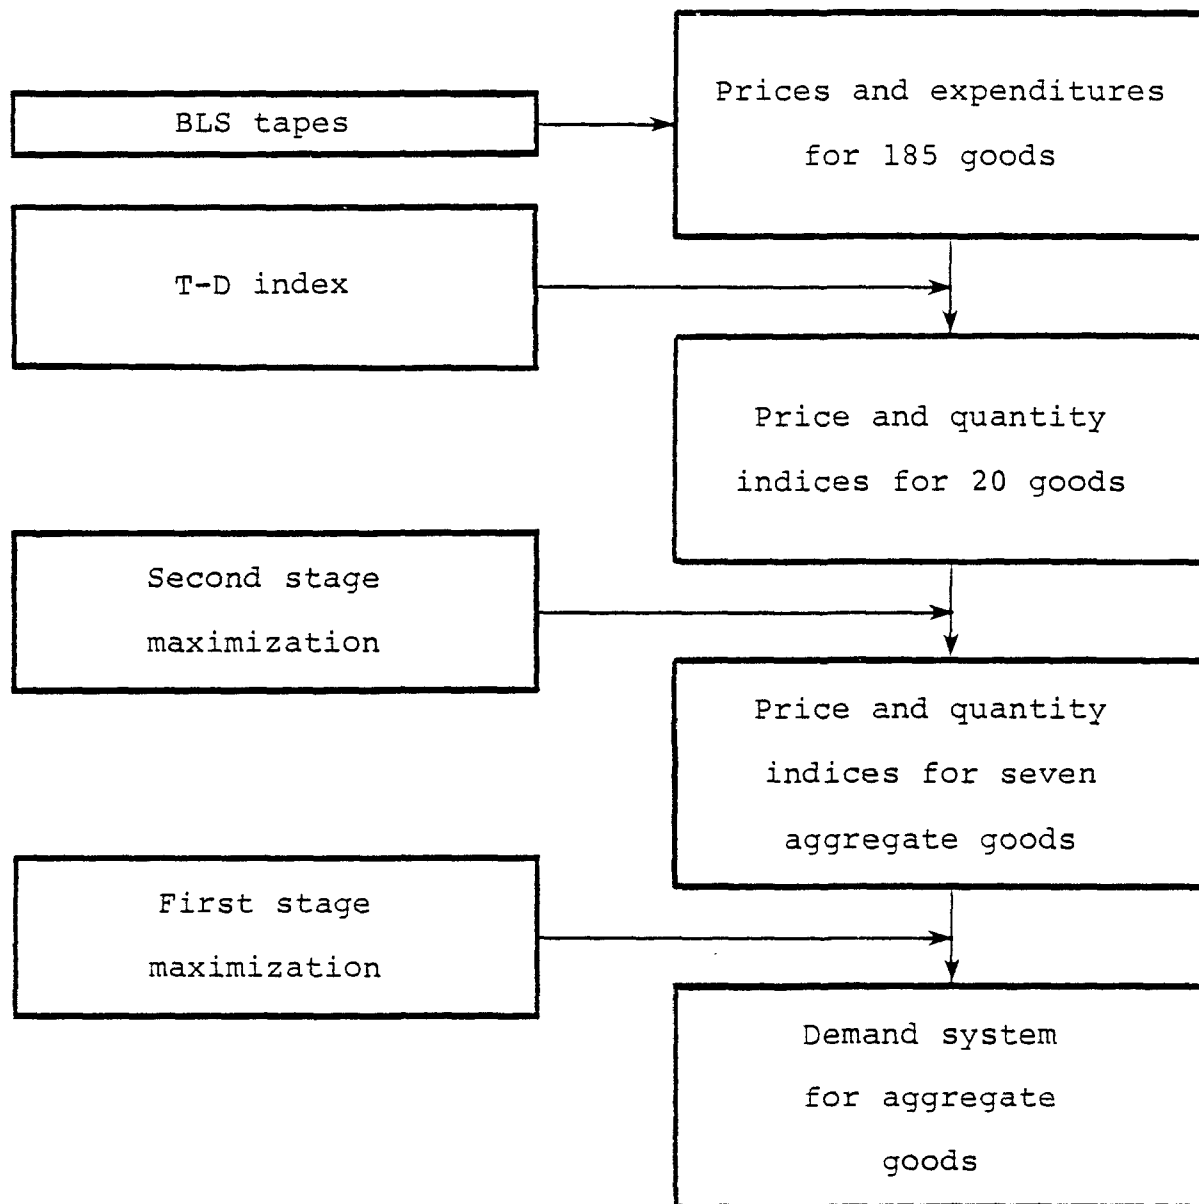 BLS tapes
Prices and expenditures
for 185 goods
T-D index
Price and quantity
indices for 20 goods
Second stage
maximization
Price and quantity
indices for seven
aggregate goods
First stage
maximization
Demand system
for aggregate
goods